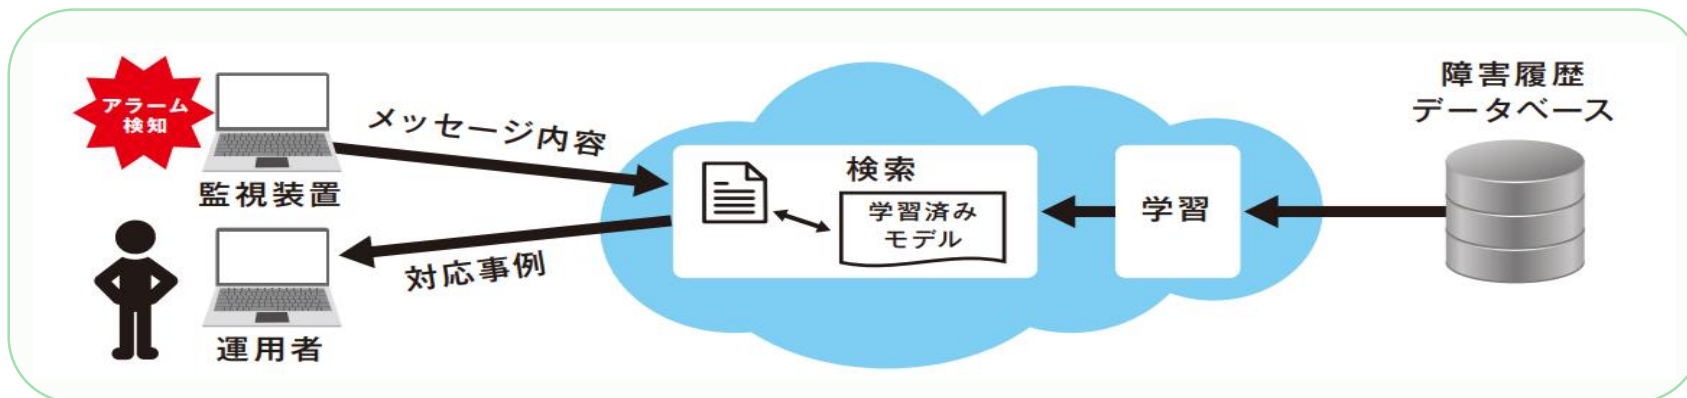 アラーム
検知
監視装置
運用者
メッセージ内容
対応事例
検索
学習済み
モデル
学習
障害履歴
データベース